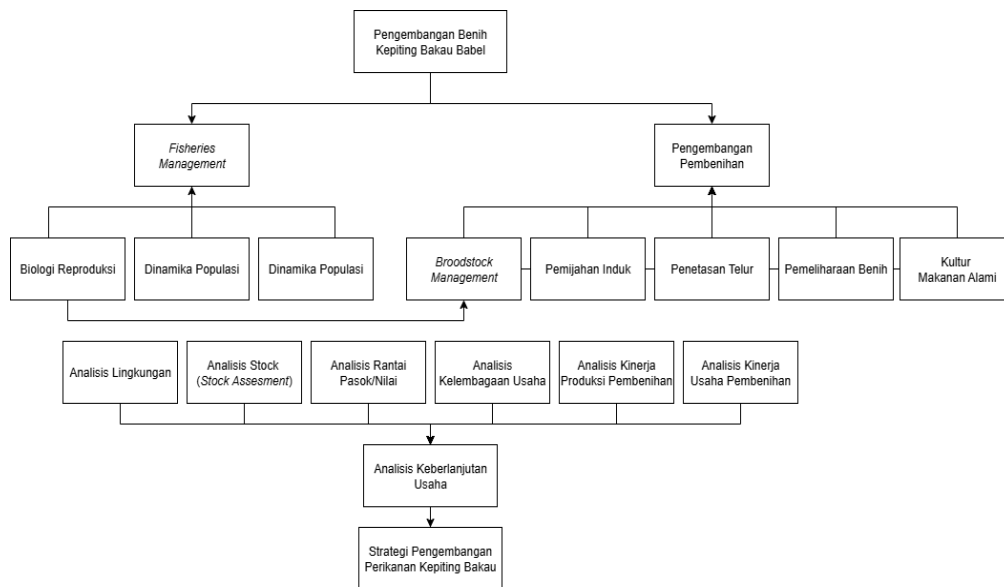 Pengembangan Benih
Kepiting Bakau Babel
Fisheries
Management
Pengembangan
Pembenihan
Biologi Reproduksi
Dinamika Populasi
Dinamika Populasi
Broodstock
Management
Pemijahan Induk
Penetasan Telur
Pemeliharaan Benih
Kultur
Makanan Alami
Analisis Lingkungan
Analisis Stock
(Stock Assesment)
Analisis Rantai
Pasok/Nilai
Analisis
Kelembagaan Usaha
Analisis Kinerja
Produksi Pembenihan
Analisis Kinerja
Usaha Pembenihan
Analisis Keberlanjutan
Usaha
Strategi Pengembangan
Perikanan Kepiting Bakau